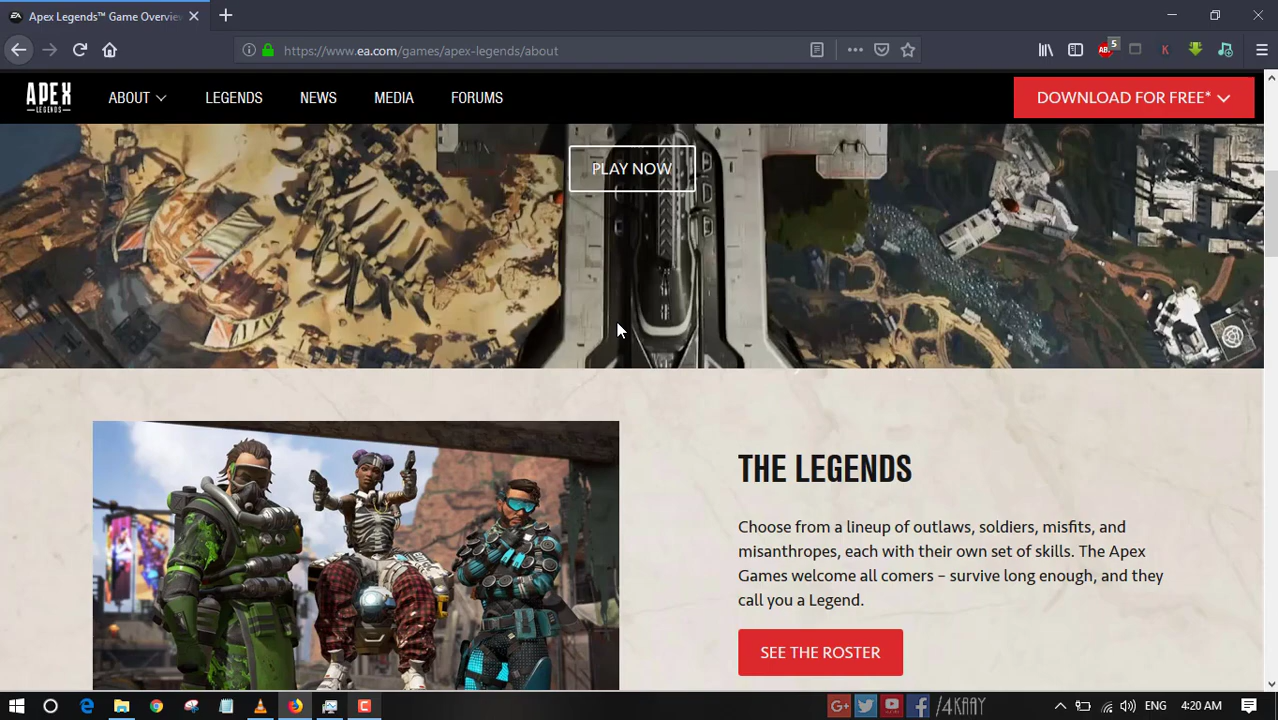 Apex Legends™ Game Overvie
https://www.ea.com/games/apex-legends/about
ABP 5
K
APEX
LEGENDS
ABOUT
LEGENDS
NEWS
MEDIA
FORUMS
DOWNLOAD FOR FREE*
PLAY NOW
THE LEGENDS
Choose from a lineup of outlaws, soldiers, misfits, and
misanthropes, each with their own set of skills. The Apex
Games welcome all comers – survive long enough, and they
call you a Legend.
SEE THE ROSTER
G+
/4KAAY
ENG
4:20 AM